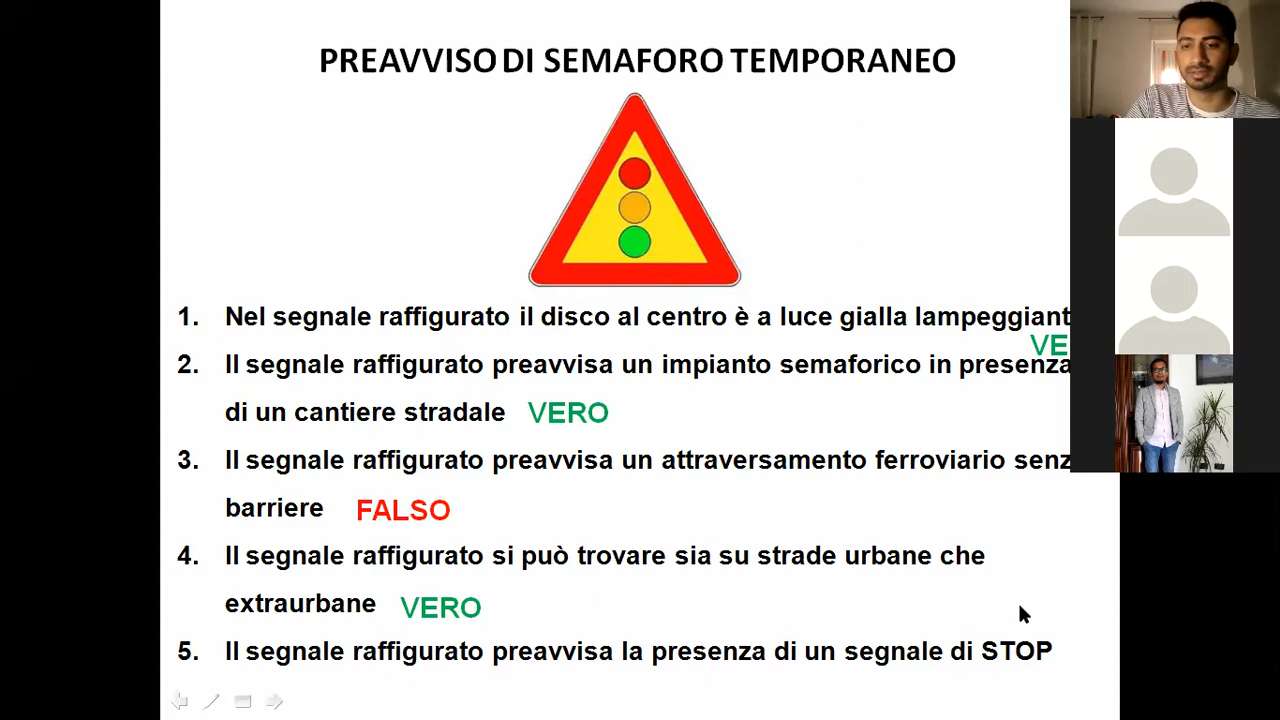 PREAVVISO DI SEMAFORO TEMPORANEO
1. Nel segnale raffigurato il disco al centro è a luce gialla lampeggiant
VE
2. Il segnale raffigurato preavvisa un impianto semaforico in presenza
di un cantiere stradale VERO
3. Il segnale raffigurato preavvisa un attraversamento ferroviario senz
barriere FALSO
4. Il segnale raffigurato si può trovare sia su strade urbane che
extraurbane VERO
5. Il segnale raffigurato preavvisa la presenza di un segnale di STOP